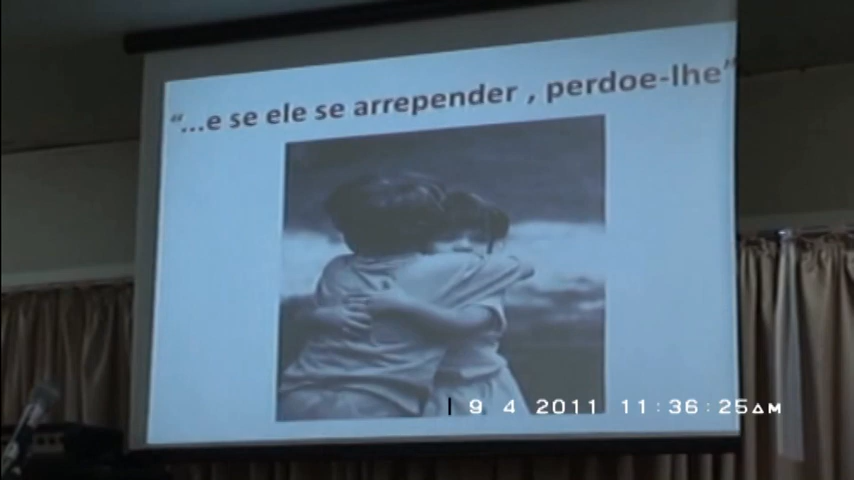 "...e se ele se arrepender , perdoe-lhe"
9 4 2011 11:36:25AM